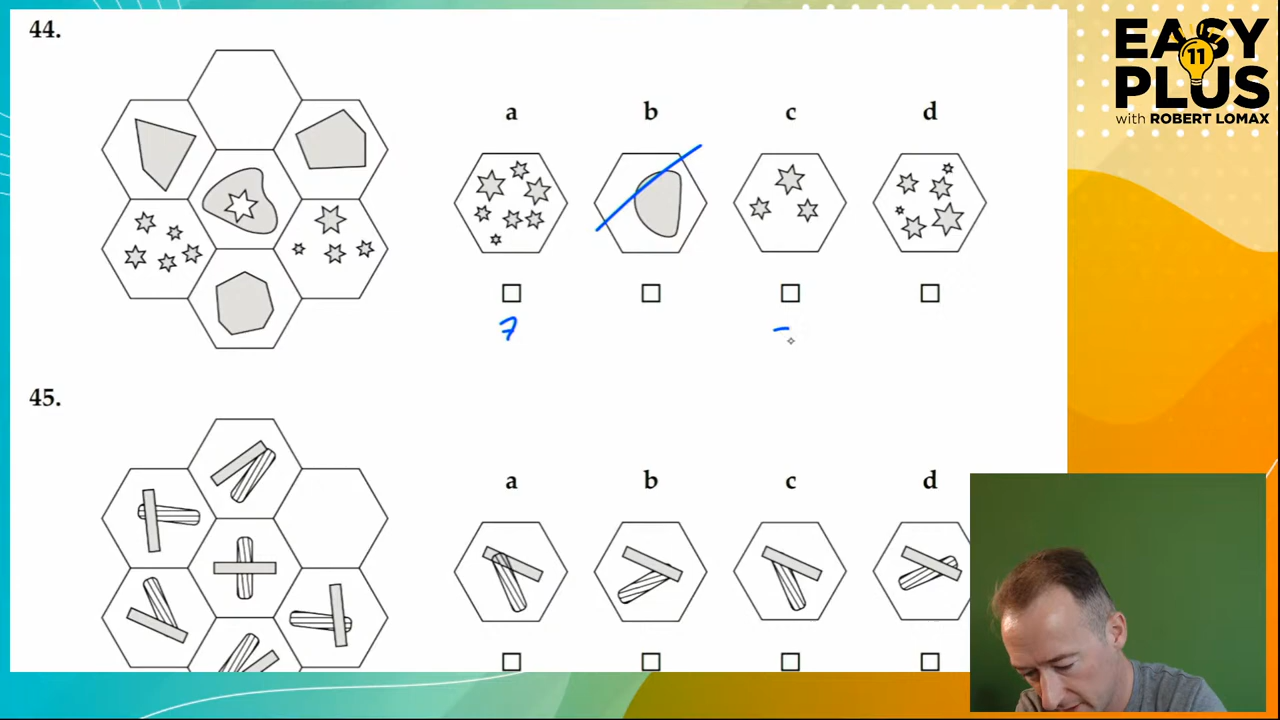 44.
EASY
11
PLUS
with ROBERT LOMAX
a b c d
7
45.
a b c d